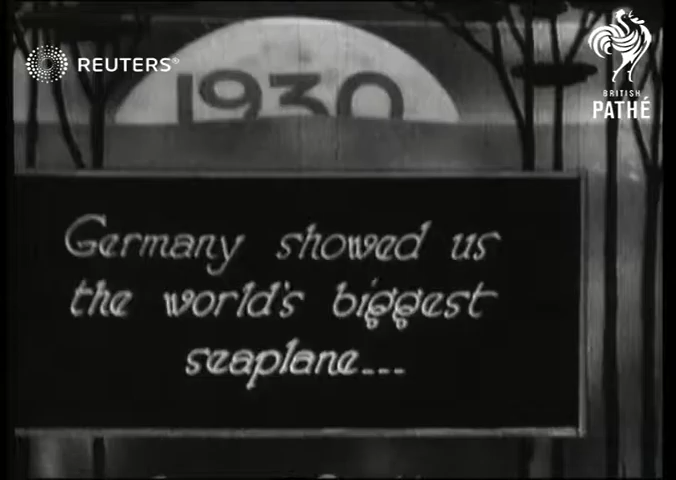 REUTERS
BRITISH
PATHÉ
1930
Germany showed us
the world's biggest
seaplane---